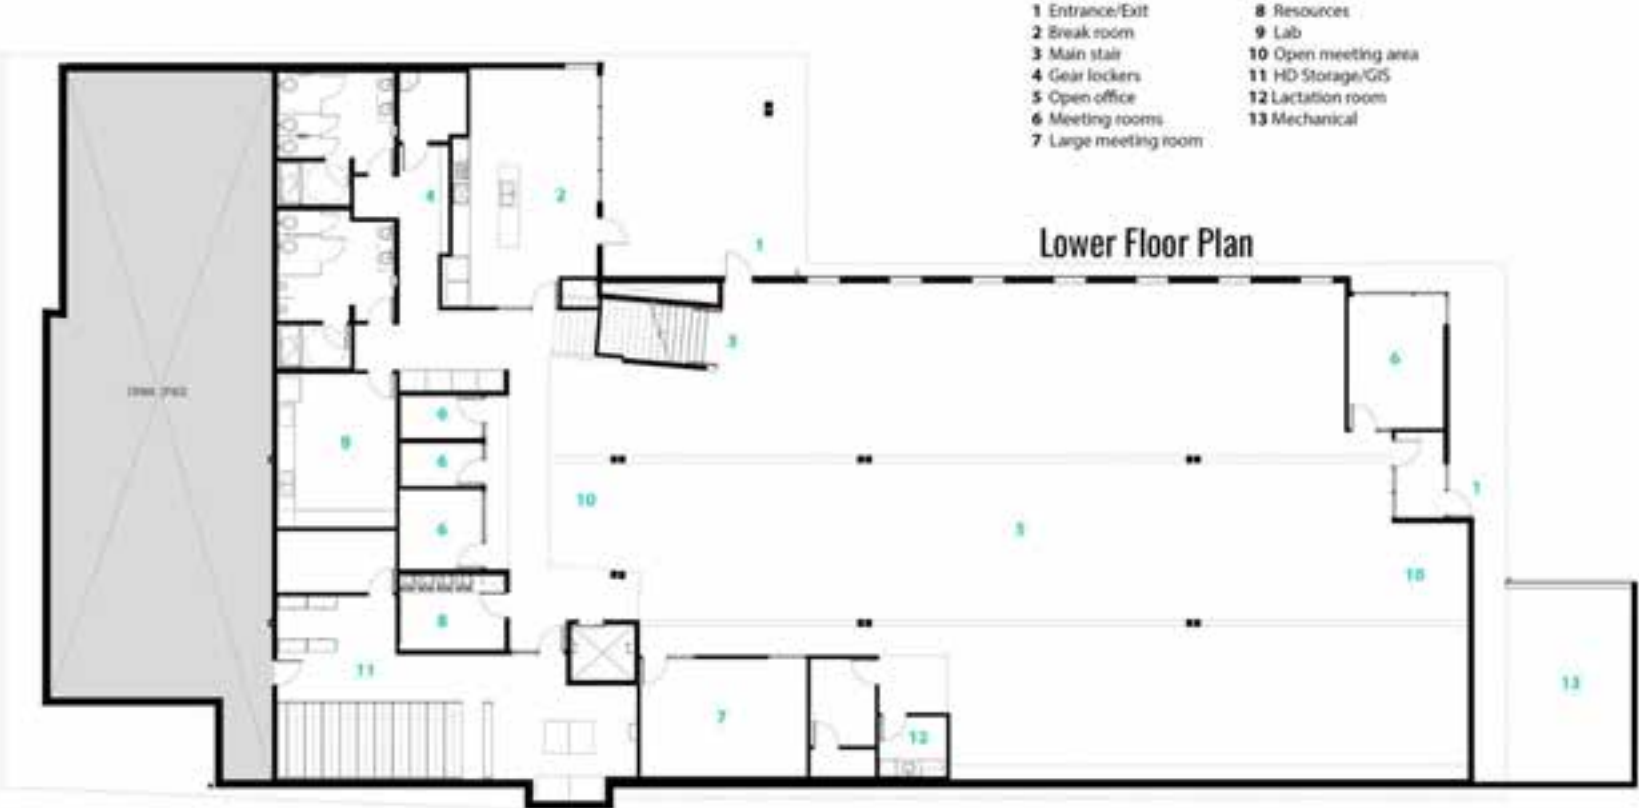 1 Entrance/Exit
2 Break room
3 Main stair
4 Gear lockers
5 Open office
6 Meeting rooms
7 Large meeting room
8 Resources
9 Lab
10 Open meeting area
11 HD Storage/GIS
12 Lactation room
13 Mechanical
Lower Floor Plan
4
2
1
3
6
9
6
6
10
5
1
10
8
11
7
12
13